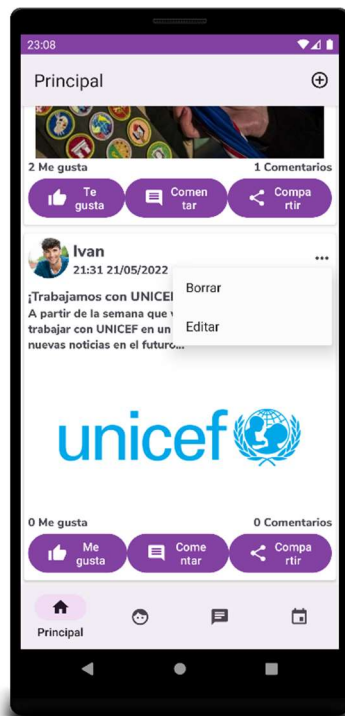 23:08
Principal
2 Me gusta
1 Comentarios
Te
gusta
Comen
tar
Compa
rtir
Ivan
21:31 21/05/2022
Borrar
Editar
¡Trabajamos con UNICE
A partir de la semana que
trabajar con UNICEF en un
nuevas noticias en el futuro...
unicef
0 Me gusta
0 Comentarios
Me
gusta
Come
ntar
Compa
rtir
Principal